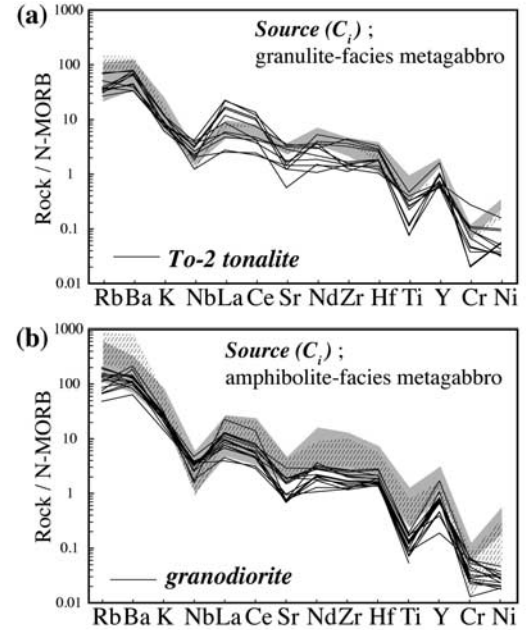 (a)
Source (Ci) ;
granulite-facies metagabbro
Rock / N-MORB
1000
100
10
1
0.1
0.01
To-2 tonalite
Rb Ba K Nb La Ce Sr Nd Zr Hf Ti Y Cr Ni
(b)
Source (Ci) ;
amphibolite-facies metagabbro
Rock / N-MORB
1000
100
10
1
0.1
0.01
granodiorite
Rb Ba K Nb La Ce Sr Nd Zr Hf Ti Y Cr Ni